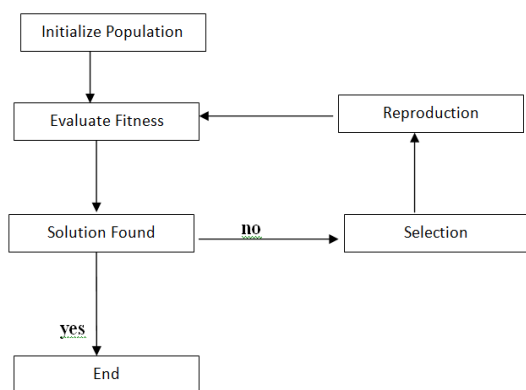 Initialize Population
Evaluate Fitness
Reproduction
Solution Found
no
Selection
yes
End